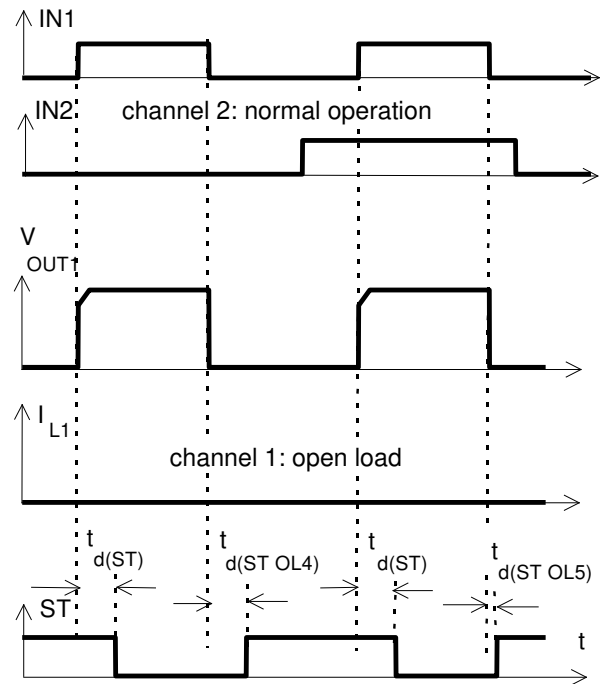 IN1
IN2
channel 2: normal operation
V
OUT1
I
L1
channel 1: open load
t
d(ST)
t
d(ST OL4)
t
d(ST)
t
d(ST OL5)
ST
t